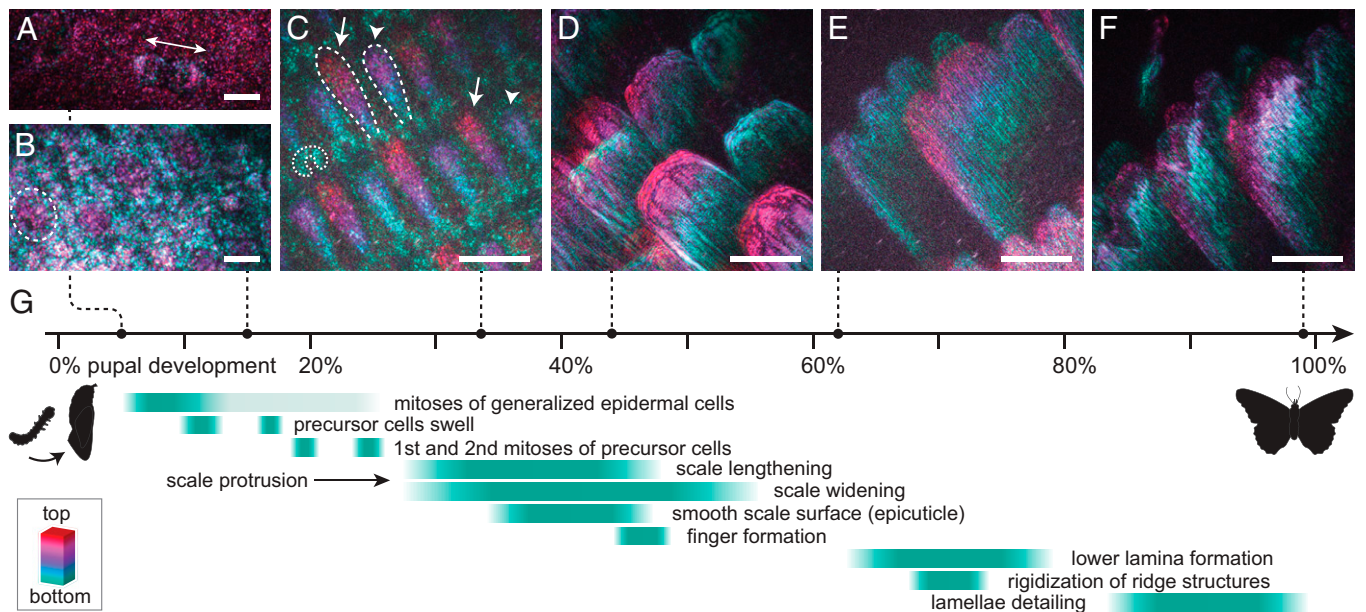 A
B
C
D
E
F
G
0% pupal development
20%
40%
60%
80%
100%
mitoses of generalized epidermal cells
precursor cells swell
1st and 2nd mitoses of precursor cells
scale protrusion
scale lengthening
scale widening
smooth scale surface (epicuticle)
finger formation
lower lamina formation
rigidization of ridge structures
lamellae detailing
top
bottom